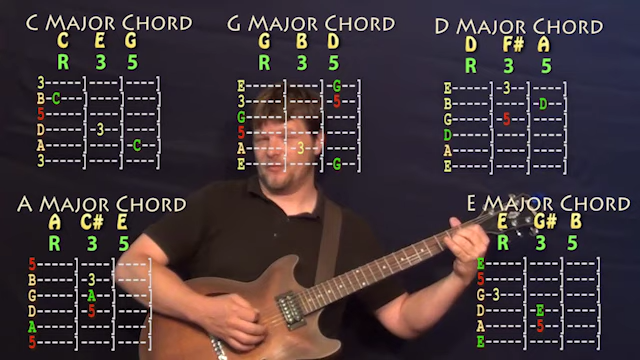 C Major Chord
C E G
R 3 5
3-----]-----]-----]
B--C--]-----]-----]
5-----]-----]-----]
D-----]--3--]-----]
A-----]-----]--C--]
3-----]-----]-----]
G Major Chord
G B D
R 3 5
E-----]-----]--G--]
3-----]-----]--5--]
G-----]-----]-----]
5-----]-----]-----]
A-----]--3--]-----]
E-----]-----]--G--]
D Major Chord
D F# A
R 3 5
E-----]--3--]-----]
B-----]-----]--D--]
G-----]--5--]-----]
D-----]-----]-----]
A-----]-----]-----]
E-----]-----]-----]
A Major Chord
A C# E
R 3 5
5-----]-----]-----]
B-----]--3--]-----]
G-----]--A--]-----]
D-----]--5--]-----]
A-----]-----]-----]
5-----]-----]-----]
E Major Chord
E G# B
R 3 5
E-----]-----]-----]
5-----]-----]-----]
G--3--]-----]-----]
D-----]--E--]-----]
A-----]--5--]-----]
E-----]-----]-----]